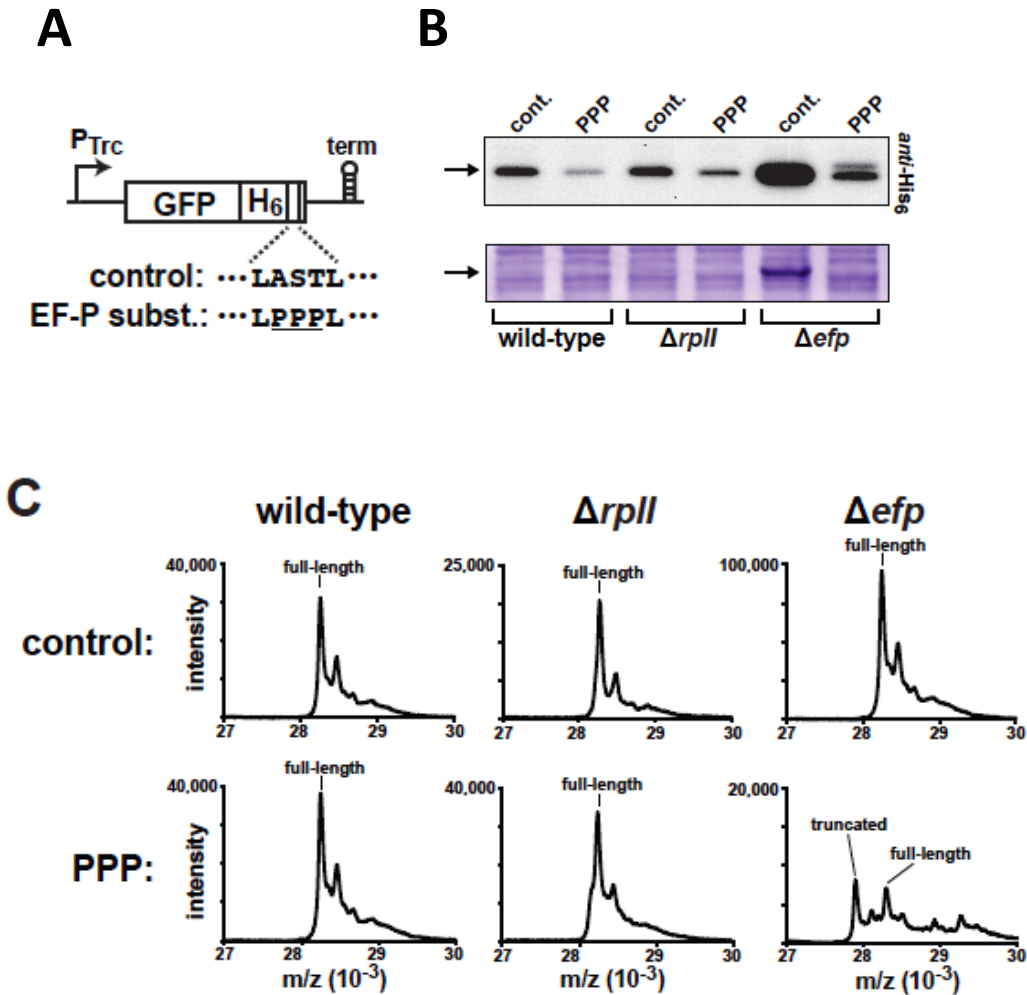 A
B
P Trc
term
GFP
H6
control: ···LASTL···
EF-P subst.: ···LPPPL···
cont.
PPP
cont.
PPP
cont.
PPP
anti-His6
wild-type
ΔrplI
Δefp
C
wild-type
ΔrplI
Δefp
control:
40,000
full-length
intensity
27 28 29 30
25,000
full-length
27 28 29 30
100,000
full-length
27 28 29 30
PPP:
40,000
full-length
intensity
27 28 29 30
m/z (10-3)
40,000
full-length
27 28 29 30
m/z (10-3)
20,000
truncated
full-length
27 28 29 30
m/z (10-3)